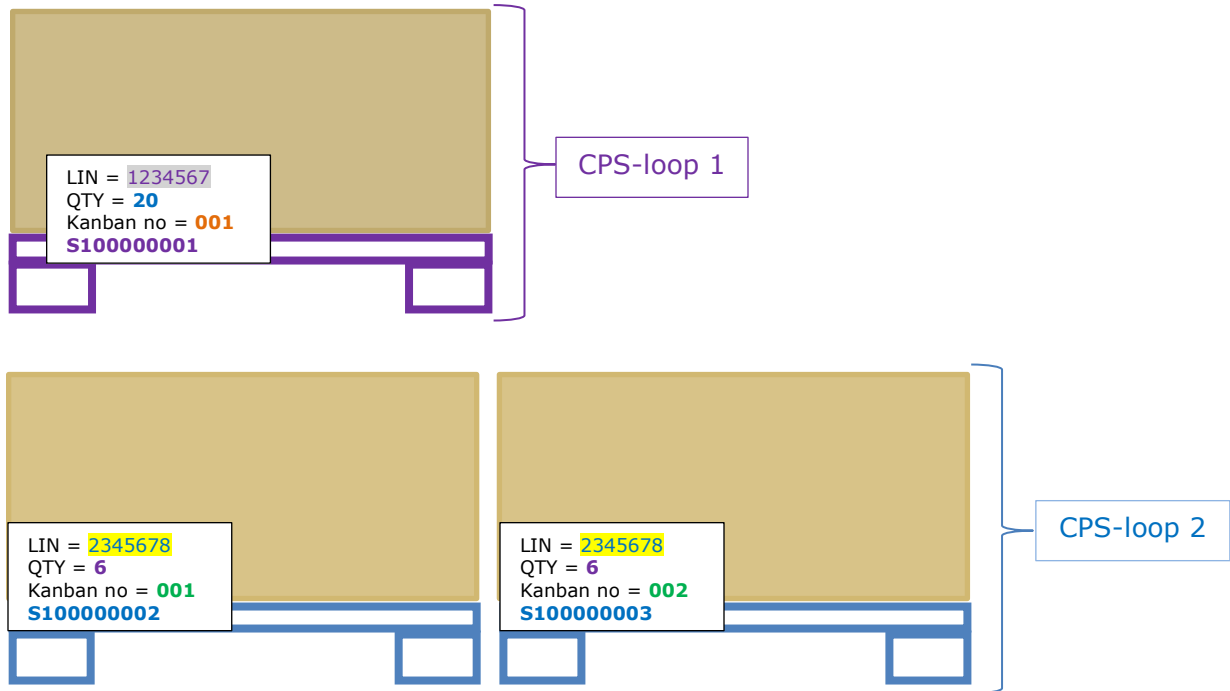 LIN = 1234567
QTY = 20
Kanban no = 001
S100000001
CPS-loop 1
LIN = 2345678
QTY = 6
Kanban no = 001
S100000002
LIN = 2345678
QTY = 6
Kanban no = 002
S100000003
CPS-loop 2